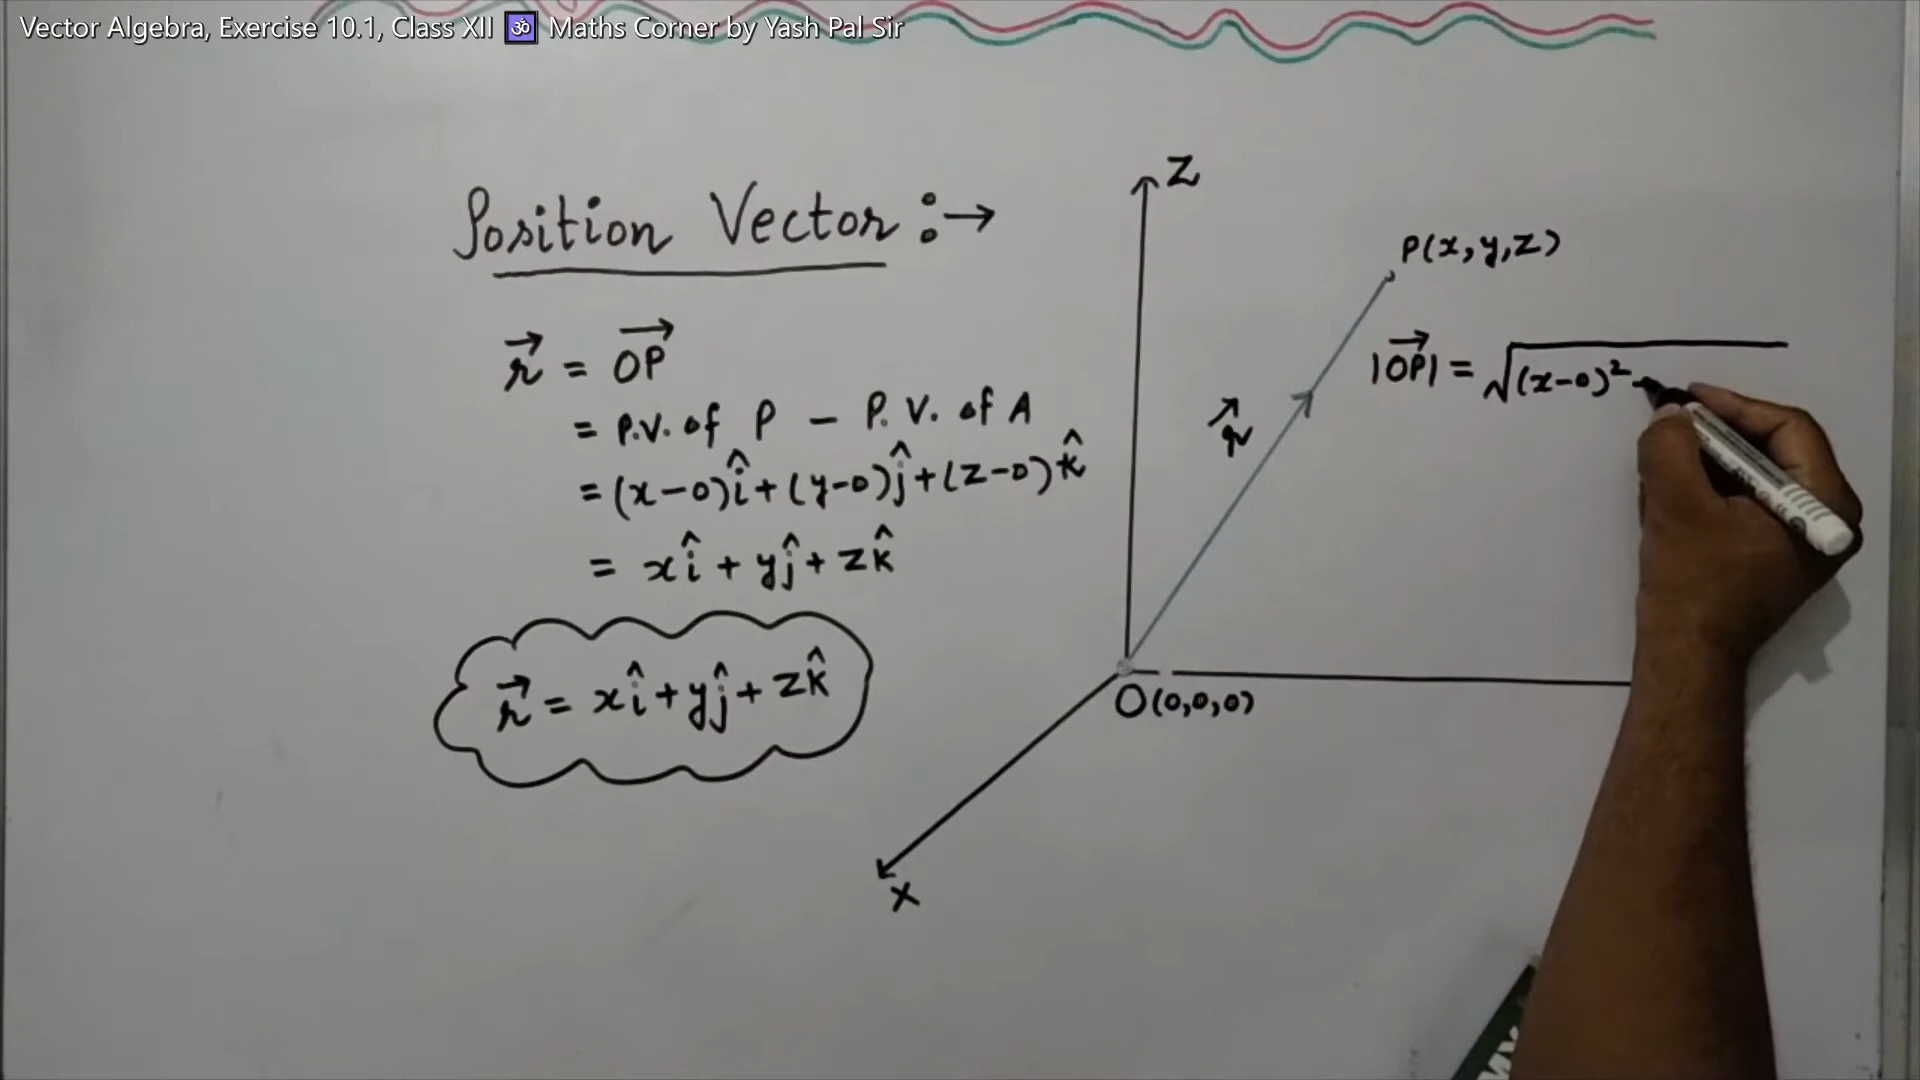 Vector Algebra, Exercise 10.1, Class XII 🕉 Maths Corner by Yash Pal Sir
Position Vector :→
r⃗ = OP⃗
= P.V. of P − P.V. of A
= (x−0)î + (y−0)ĵ + (z−0)k̂
= xî + yĵ + zk̂
r⃗ = xî + yĵ + zk̂
Z
P(x,y,z)
|OP⃗| = √(x−0)²
r⃗
O(0,0,0)
X